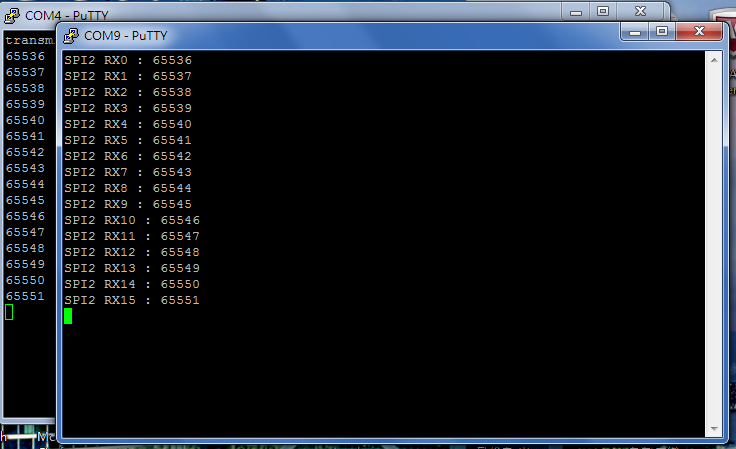 COM4 - PuTTY
transm
65536
65537
65538
65539
65540
65541
65542
65543
65544
65545
65546
65547
65548
65549
65550
65551
COM9 - PuTTY
SPI2 RX0 : 65536
SPI2 RX1 : 65537
SPI2 RX2 : 65538
SPI2 RX3 : 65539
SPI2 RX4 : 65540
SPI2 RX5 : 65541
SPI2 RX6 : 65542
SPI2 RX7 : 65543
SPI2 RX8 : 65544
SPI2 RX9 : 65545
SPI2 RX10 : 65546
SPI2 RX11 : 65547
SPI2 RX12 : 65548
SPI2 RX13 : 65549
SPI2 RX14 : 65550
SPI2 RX15 : 65551